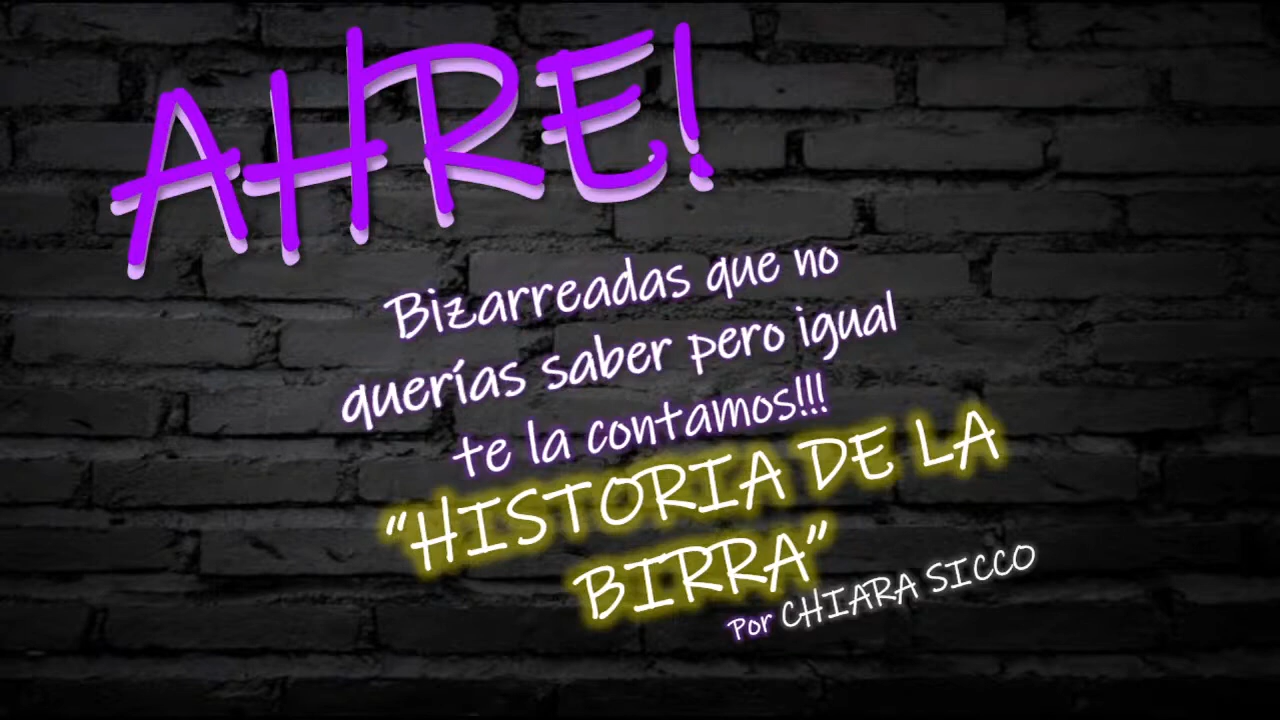 AHRE!
Bizarreadas que no
querías saber pero igual
te la contamos!!!
“HISTORIA DE LA
BIRRA”
Por CHIARA SICCO